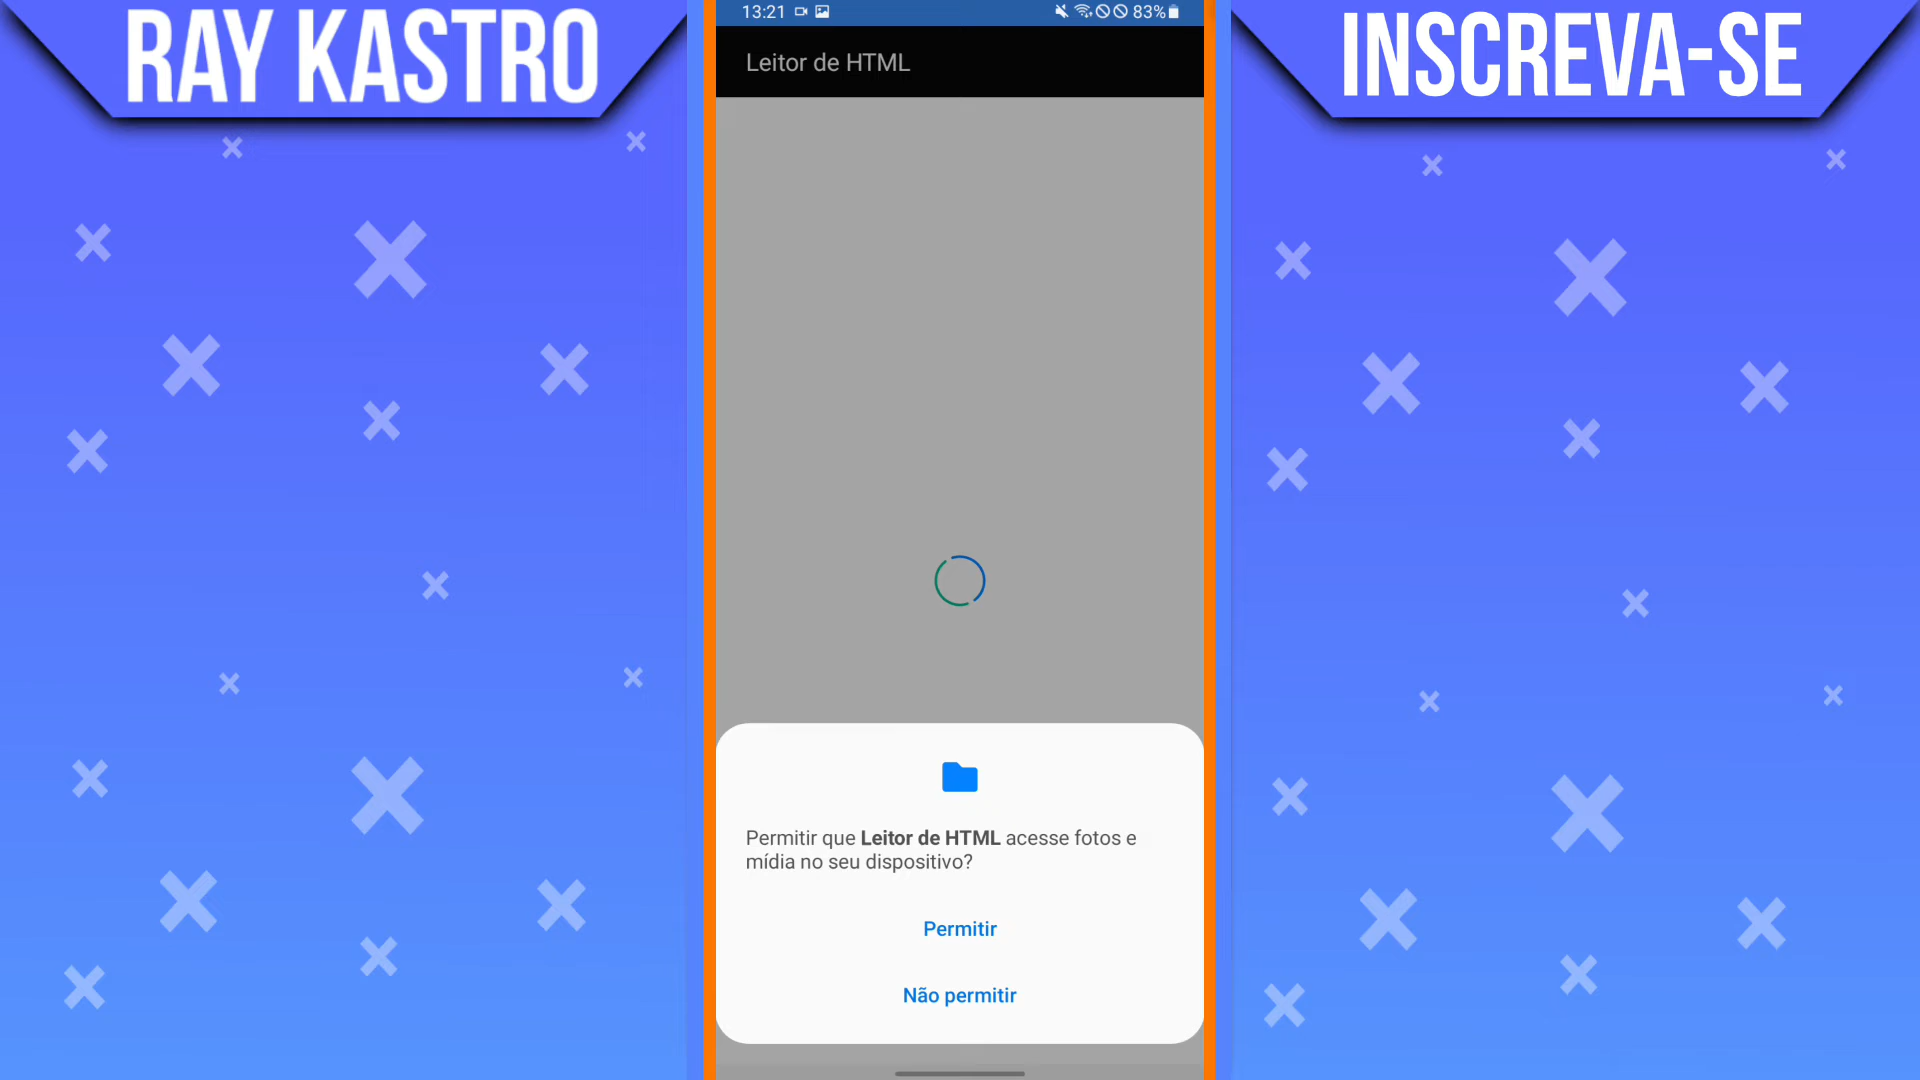 RAY KASTRO
13:21
83%
INSCREVA-SE
Leitor de HTML
Permitir que Leitor de HTML acesse fotos e
mídia no seu dispositivo?
Permitir
Não permitir